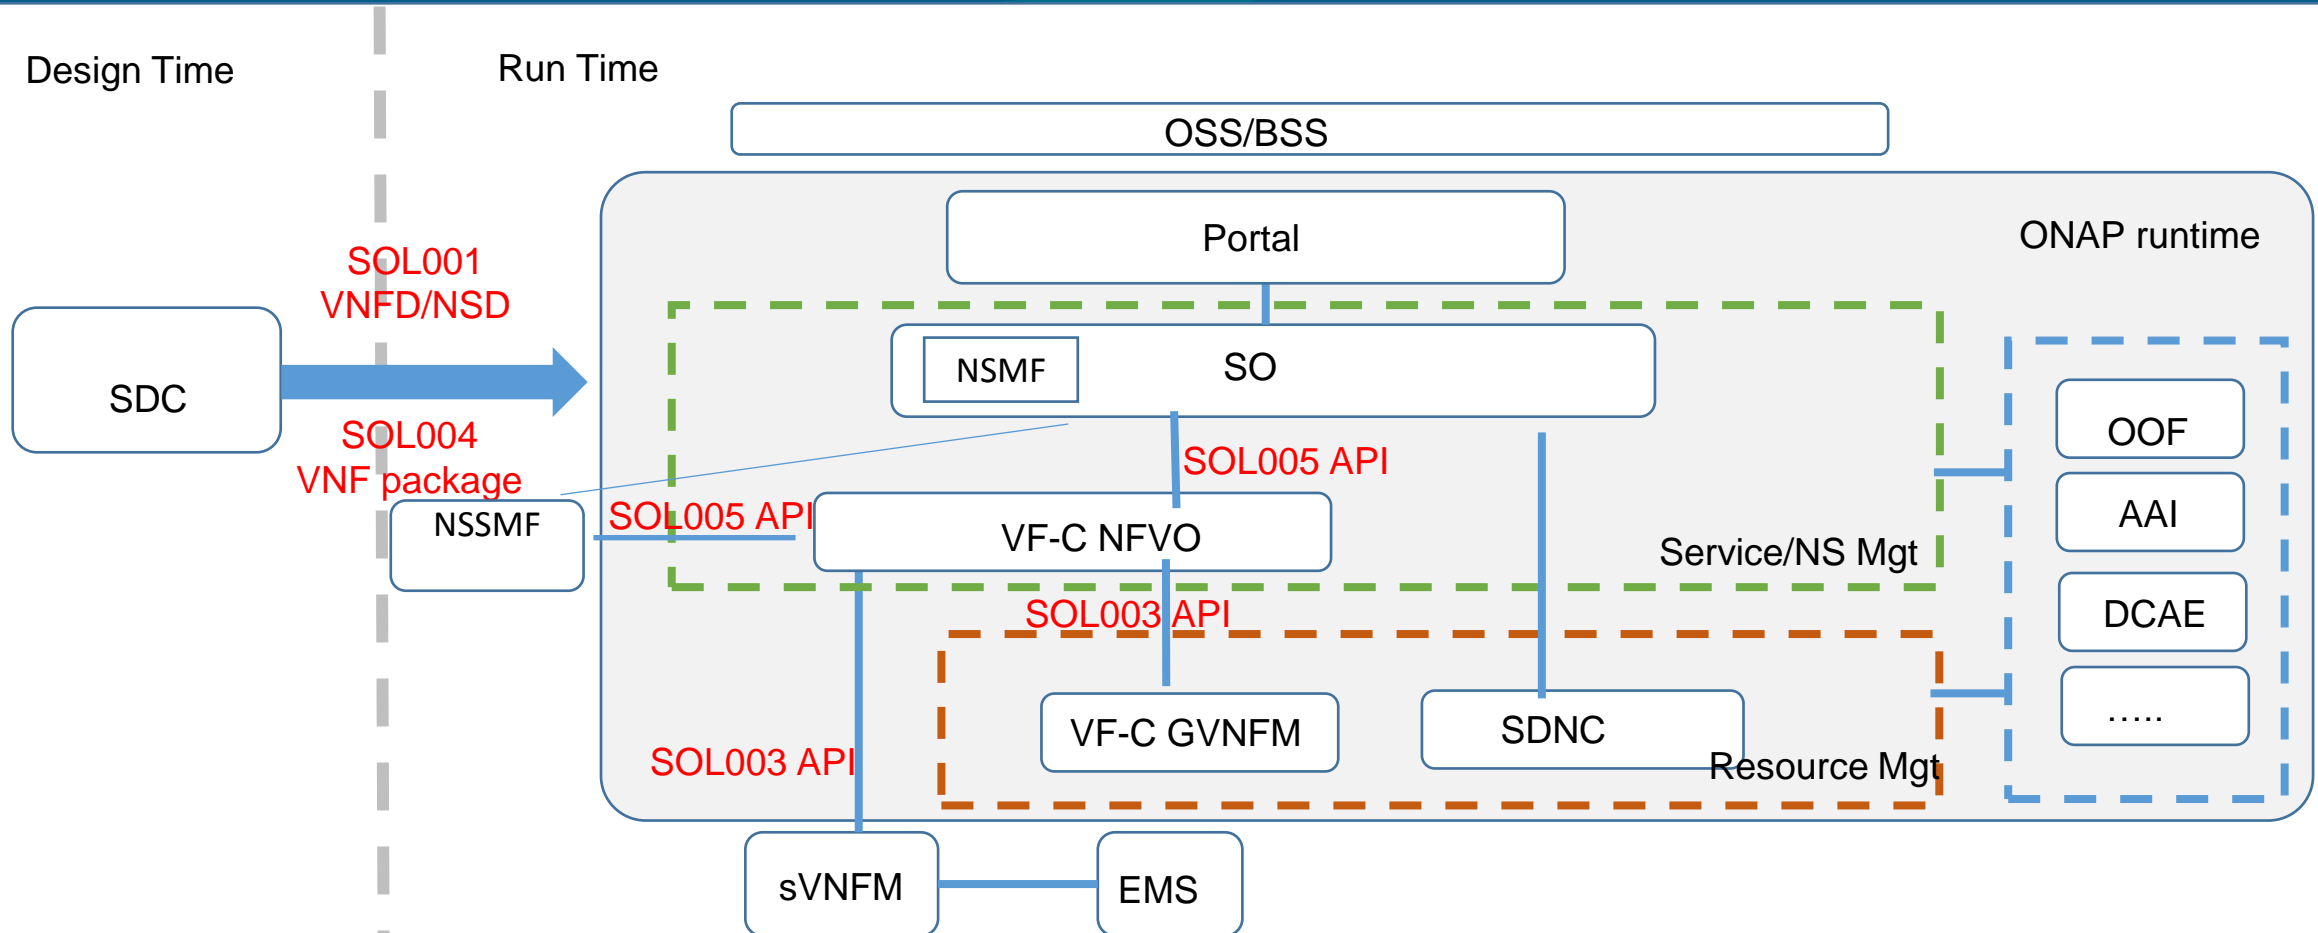 Design Time
Run Time
OSS/BSS
Portal
ONAP runtime
SOL001
VNFD/NSD
SDC
SOL004
VNF package
NSMF
SO
SOL005 API
NSSMF
SOL005 API
VF-C NFVO
Service/NS Mgt
OOF
AAI
DCAE
.....
SOL003 API
VF-C GVNFM
SDNC
Resource Mgt
SOL003 API
sVNFM
EMS